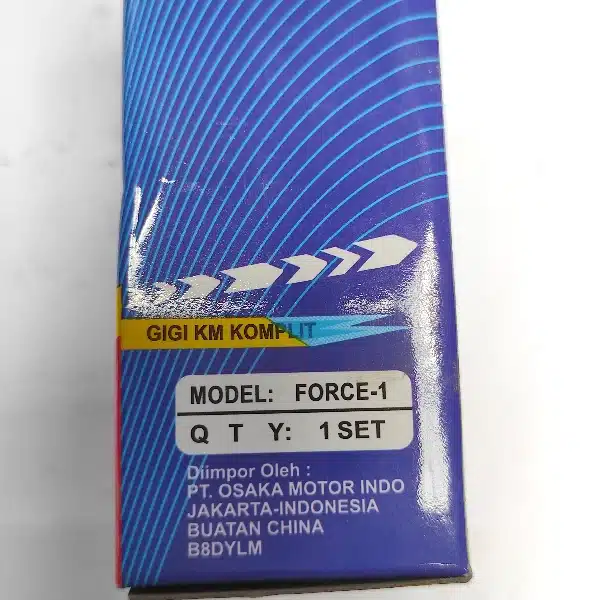 GIGI KM KOMPLIT
MODEL: FORCE-1
Q T Y: 1 SET
Diimpor Oleh :
PT. OSAKA MOTOR INDO
JAKARTA-INDONESIA
BUATAN CHINA
B8DYLM